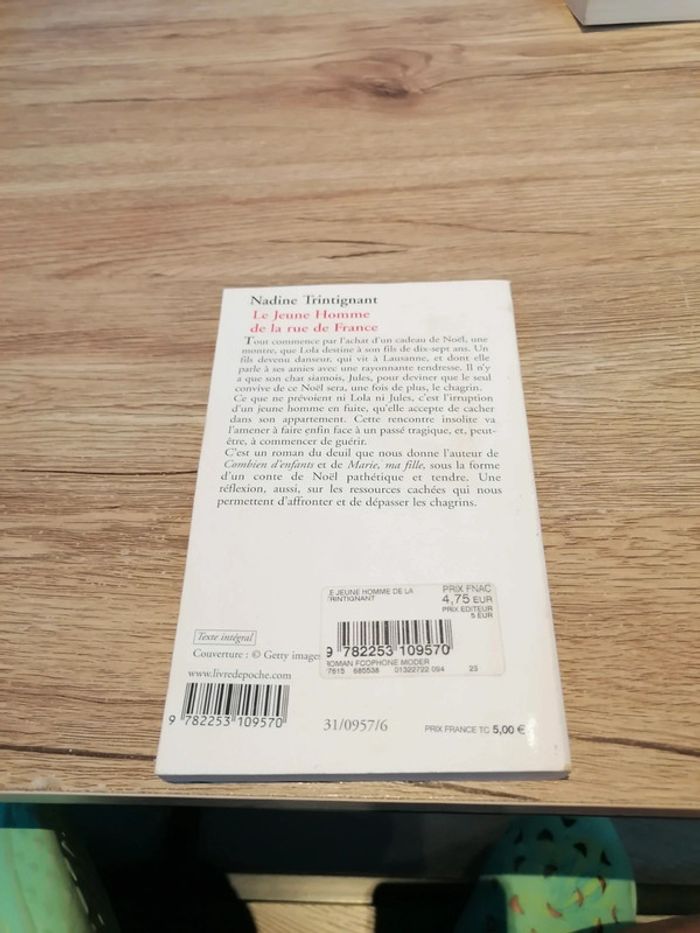 Nadine Trintignant
Le Jeune Homme
de la rue de France
Tout commence par l'achat d'un cadeau de Noël, une
montre, que Lola destine à son fils de dix-sept ans. Un
fils devenu danseur, qui vit à Lausanne, et dont elle
parle à ses amies avec une rayonnante tendresse. Il n'y
a que son chat siamois, Jules, pour deviner que le seul
convive de ce Noël sera, une fois de plus, le chagrin.
Ce que ne prévoient ni Lola ni Jules, c'est l'irruption
d'un jeune homme en fuite, qu'elle accepte de cacher
dans son appartement. Cette rencontre insolite va
l'amener à faire enfin face à un passé tragique, et, peut-
être, à commencer de guérir.
C'est un roman du deuil que nous donne l'auteur de
Combien d'enfants et de Marie, ma fille, sous la forme
d'un conte de Noël pathétique et tendre. Une
réflexion, aussi, sur les ressources cachées qui nous
permettent d'affronter et de dépasser les chagrins.
LE JEUNE HOMME DE LA
TRINTIGNANT
PRIX FNAC
4,75 EUR
PRIX EDITEUR
5 EUR
9 782253 109570
ROMAN FCOPHONE MODER
7615 685538 01322722 094 23
Texte intégral
Couverture : © Getty images
www.livredepoche.com
9 782253 109570
31/0957/6
PRIX FRANCE TC 5,00 €